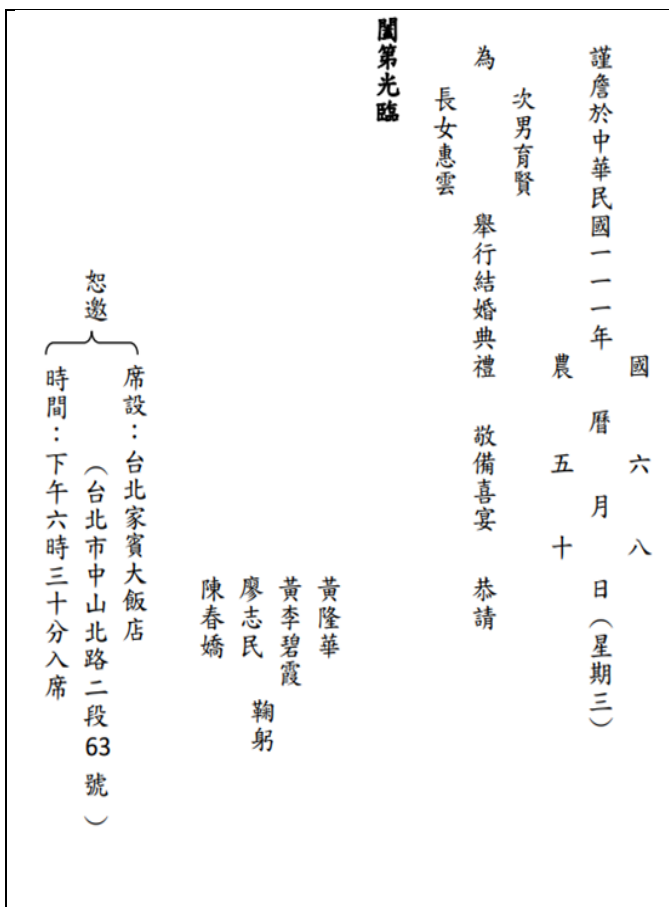 國六八
謹詹於中華民國一一一年 曆 月 日（星期三）
農五十
次男育賢
為 舉行結婚典禮 敬備喜宴 恭請
長女惠雲
闔第光臨
黃隆華
黃李碧霞
鞠躬
廖志民
陳春嬌
恕邀
席設：台北家賓大飯店
（台北市中山北路二段63號）
時間：下午六時三十分入席